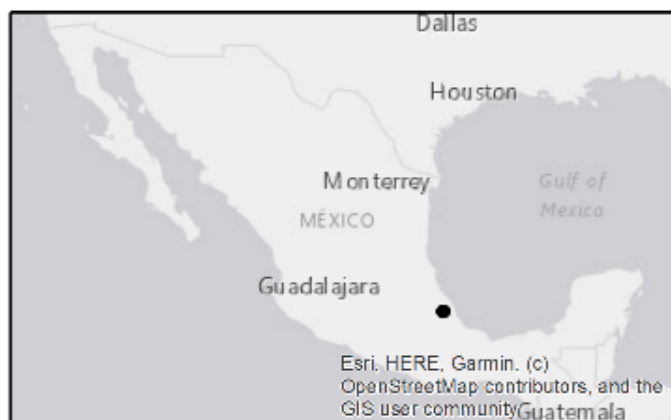 Dallas
Houston
Monterrey
Gulf of
Mexico
MÉXICO
Guadalajara
Esri, HERE, Garmin. (c)
OpenStreetMap contributors, and the
GIS user community
Guatemala